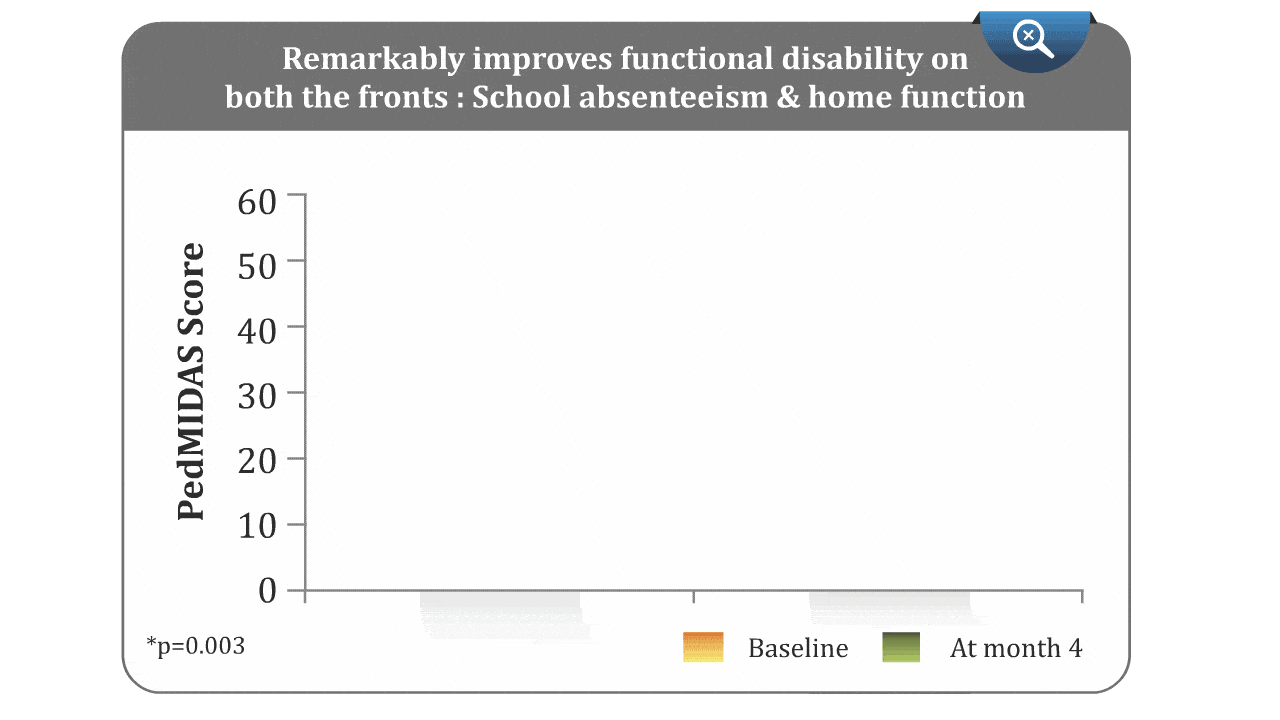 Remarkably improves functional disability on
both the fronts : School absenteeism & home function
PedMIDAS Score
60
50
40
30
20
10
0
*p=0.003
Baseline
At month 4